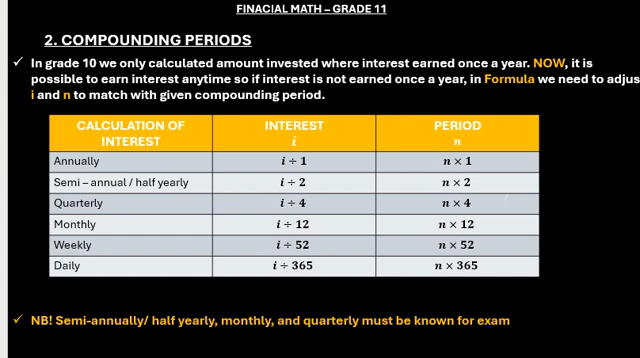 FINACIAL MATH – GRADE 11
2. COMPOUNDING PERIODS
✓ In grade 10 we only calculated amount invested where interest earned once a year. NOW, it is
possible to earn interest anytime so if interest is not earned once a year, in Formula we need to adjus
i and n to match with given compounding period.
CALCULATION OF INTEREST INTEREST i PERIOD n
Annually i ÷ 1 n × 1
Semi – annual / half yearly i ÷ 2 n × 2
Quarterly i ÷ 4 n × 4
Monthly i ÷ 12 n × 12
Weekly i ÷ 52 n × 52
Daily i ÷ 365 n × 365
✓ NB! Semi-annually/ half yearly, monthly, and quarterly must be known for exam